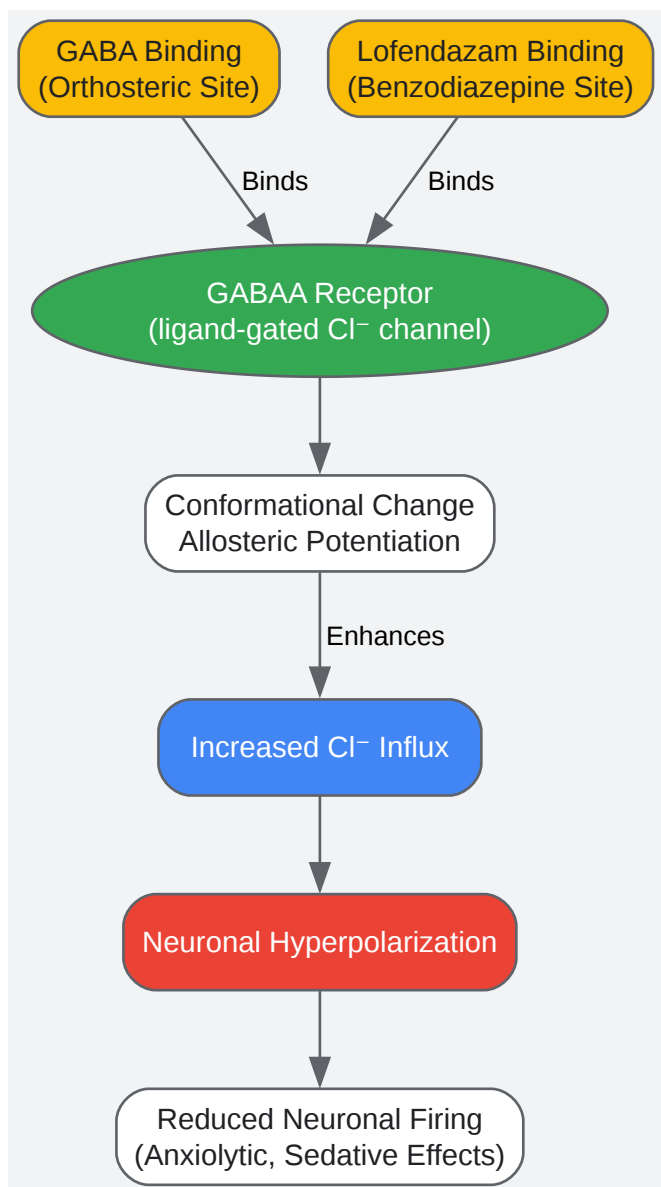 GABA Binding
(Orthosteric Site)
Lofendazam Binding
(Benzodiazepine Site)
Binds
Binds
GABAA Receptor
(ligand-gated Cl⁻ channel)
Conformational Change
Allosteric Potentiation
Enhances
Increased Cl⁻ Influx
Neuronal Hyperpolarization
Reduced Neuronal Firing
(Anxiolytic, Sedative Effects)